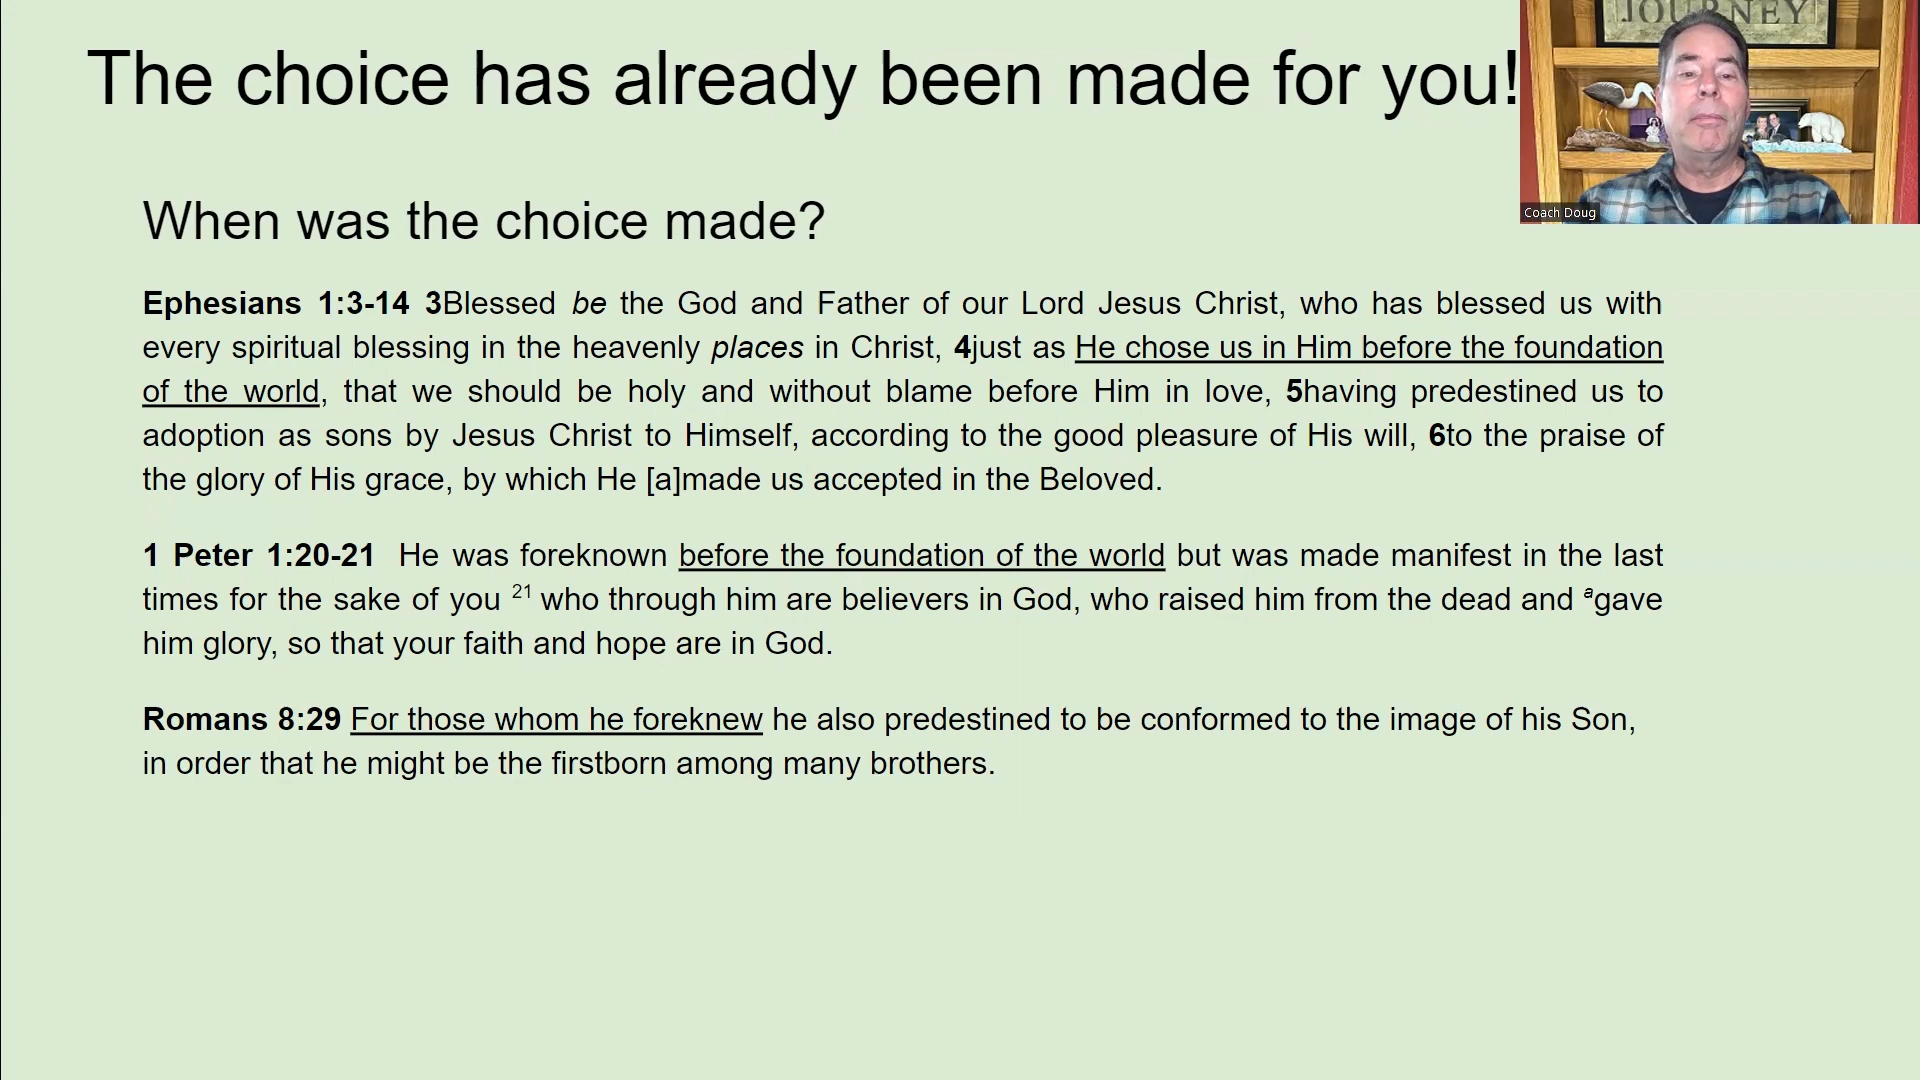 The choice has already been made for you!
JOURNEY
Coach Doug
When was the choice made?
Ephesians 1:3-14 3Blessed be the God and Father of our Lord Jesus Christ, who has blessed us with
every spiritual blessing in the heavenly places in Christ, 4just as He chose us in Him before the foundation
of the world, that we should be holy and without blame before Him in love, 5having predestined us to
adoption as sons by Jesus Christ to Himself, according to the good pleasure of His will, 6to the praise of
the glory of His grace, by which He [a]made us accepted in the Beloved.
1 Peter 1:20-21 He was foreknown before the foundation of the world but was made manifest in the last
times for the sake of you 21 who through him are believers in God, who raised him from the dead and agave
him glory, so that your faith and hope are in God.
Romans 8:29 For those whom he foreknew he also predestined to be conformed to the image of his Son,
in order that he might be the firstborn among many brothers.